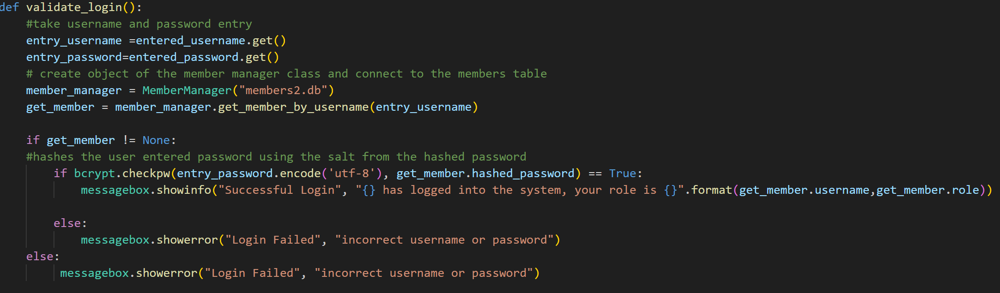 def validate_login():
    #take username and password entry
    entry_username =entered_username.get()
    entry_password=entered_password.get()
    # create object of the member manager class and connect to the members table
    member_manager = MemberManager("members2.db")
    get_member = member_manager.get_member_by_username(entry_username)

    if get_member != None:
    #hashes the user entered password using the salt from the hashed password
        if bcrypt.checkpw(entry_password.encode('utf-8'), get_member.hashed_password) == True:
            messagebox.showinfo("Successful Login", "{} has logged into the system, your role is {}".format(get_member.username,get_member.role))

        else:
            messagebox.showerror("Login Failed", "incorrect username or password")
    else:
         messagebox.showerror("Login Failed", "incorrect username or password")